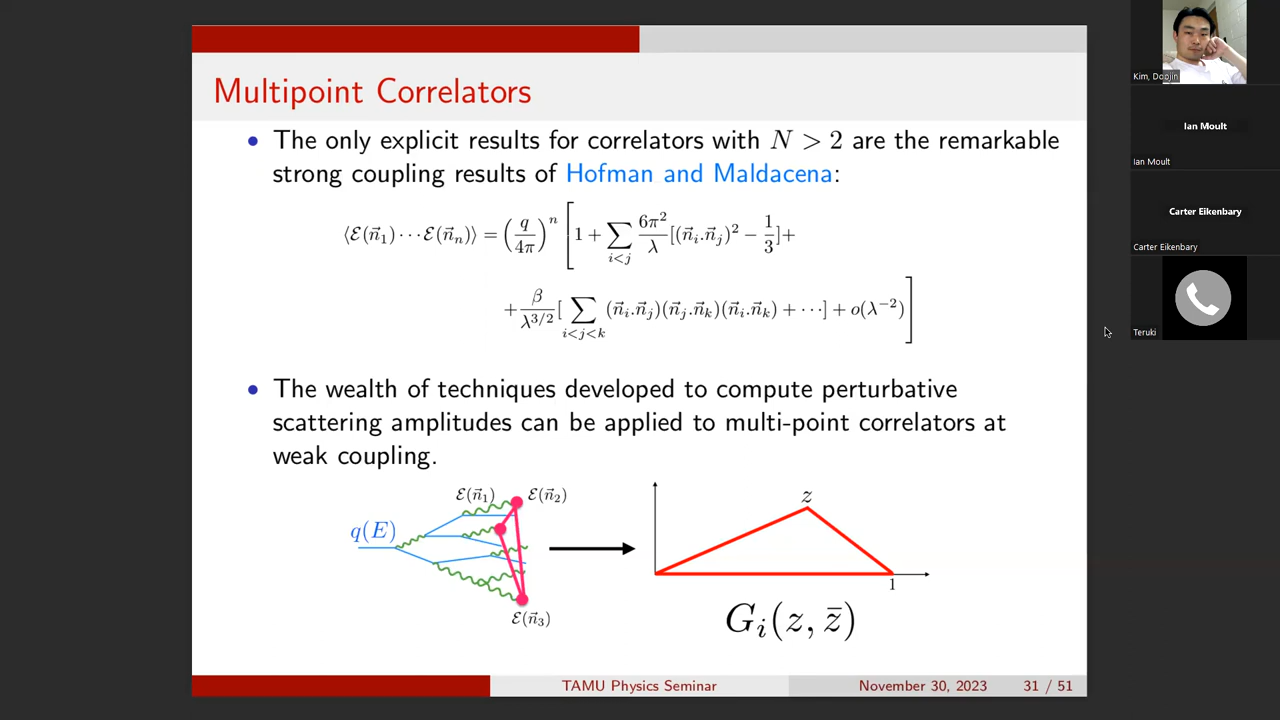 Multipoint Correlators
• The only explicit results for correlators with N > 2 are the remarkable
strong coupling results of Hofman and Maldacena:
⟨ℰ(n⃗₁) ··· ℰ(n⃗ₙ)⟩ = (q/4π)ⁿ [1 + ∑_{i<j} 6π²/λ [(n⃗ᵢ.n⃗ⱼ)² − 1/3]+
+ β/λ^{3/2} [∑_{i<j<k} (n⃗ᵢ.n⃗ⱼ)(n⃗ⱼ.n⃗ₖ)(n⃗ᵢ.n⃗ₖ) + ···] + o(λ⁻²)]
• The wealth of techniques developed to compute perturbative
scattering amplitudes can be applied to multi-point correlators at
weak coupling.
q(E)
ℰ(n⃗₁)
ℰ(n⃗₂)
ℰ(n⃗₃)
z
1
Gᵢ(z, z̄)
TAMU Physics Seminar
November 30, 2023
31 / 51
Kim, Doojin
Ian Moult
Ian Moult
Carter Eikenbary
Carter Eikenbary
Teruki